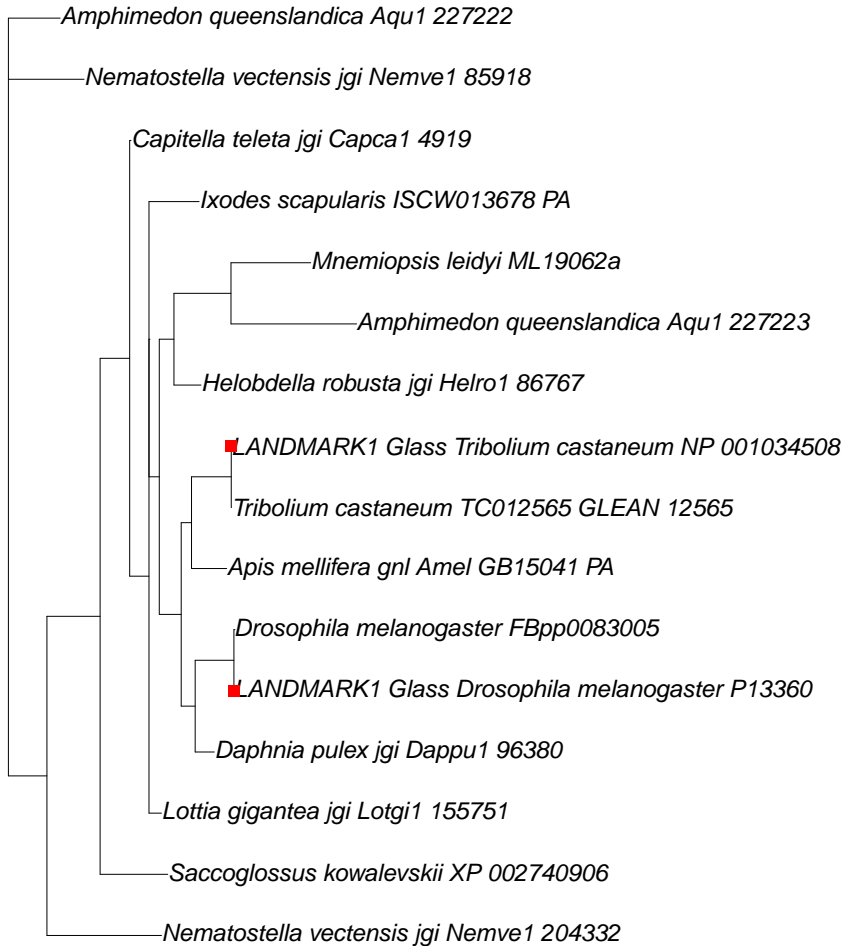 Amphimedon queenslandica Aqu1 227222
Nematostella vectensis jgi Nemve1 85918
Capitella teleta jgi Capca1 4919
Ixodes scapularis ISCW013678 PA
Mnemiopsis leidyi ML19062a
Amphimedon queenslandica Aqu1 227223
Helobdella robusta jgi Helro1 86767
LANDMARK1 Glass Tribolium castaneum NP 001034508
Tribolium castaneum TC012565 GLEAN 12565
Apis mellifera gnl Amel GB15041 PA
Drosophila melanogaster FBpp0083005
LANDMARK1 Glass Drosophila melanogaster P13360
Daphnia pulex jgi Dappu1 96380
Lottia gigantea jgi Lotgi1 155751
Saccoglossus kowalevskii XP 002740906
Nematostella vectensis jgi Nemve1 204332